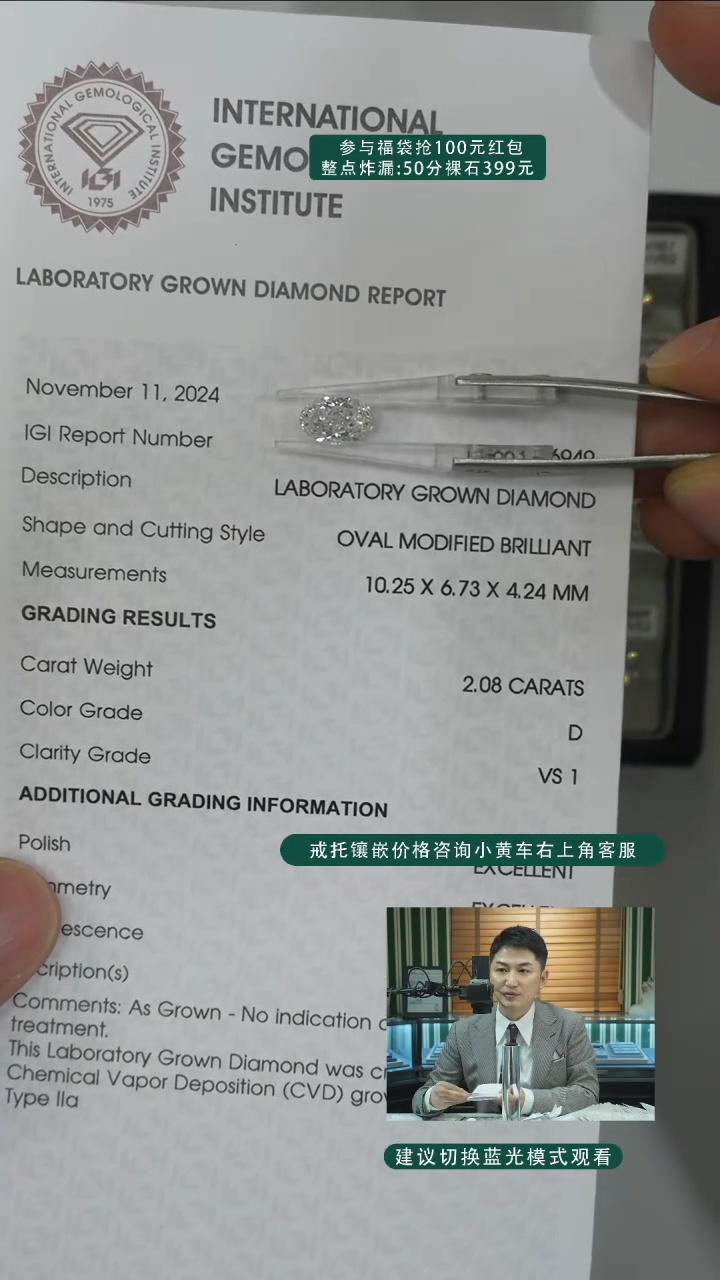 INTERNATIONAL GEMOLOGICAL INSTITUTE
IGI
1975
INTERNATIONAL
GEMO
INSTITUTE
参与福袋抢100元红包
整点炸漏:50分裸石399元
LABORATORY GROWN DIAMOND REPORT
November 11, 2024
IGI Report Number
Description LABORATORY GROWN DIAMOND
Shape and Cutting Style OVAL MODIFIED BRILLIANT
Measurements 10.25 X 6.73 X 4.24 MM
GRADING RESULTS
Carat Weight 2.08 CARATS
Color Grade D
Clarity Grade VS 1
ADDITIONAL GRADING INFORMATION
Polish EXCELLENT
戒托镶嵌价格咨询小黄车右上角客服
mmetry
escence
cription(s)
Comments: As Grown - No indication
treatment.
This Laboratory Grown Diamond was
Chemical Vapor Deposition (CVD)
Type IIa
建议切换蓝光模式观看